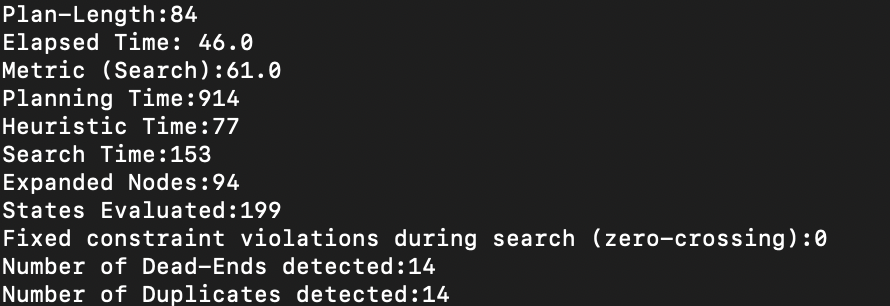 Plan-Length:84
Elapsed Time: 46.0
Metric (Search):61.0
Planning Time:914
Heuristic Time:77
Search Time:153
Expanded Nodes:94
States Evaluated:199
Fixed constraint violations during search (zero-crossing):0
Number of Dead-Ends detected:14
Number of Duplicates detected:14